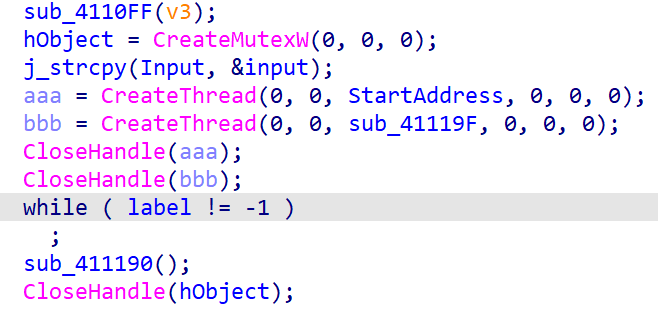 sub_4110FF(v3);
hObject = CreateMutexW(0, 0, 0);
j_strcpy(Input, &input);
aaa = CreateThread(0, 0, StartAddress, 0, 0, 0);
bbb = CreateThread(0, 0, sub_41119F, 0, 0, 0);
CloseHandle(aaa);
CloseHandle(bbb);
while ( label != -1 )
  ;
sub_411190();
CloseHandle(hObject);